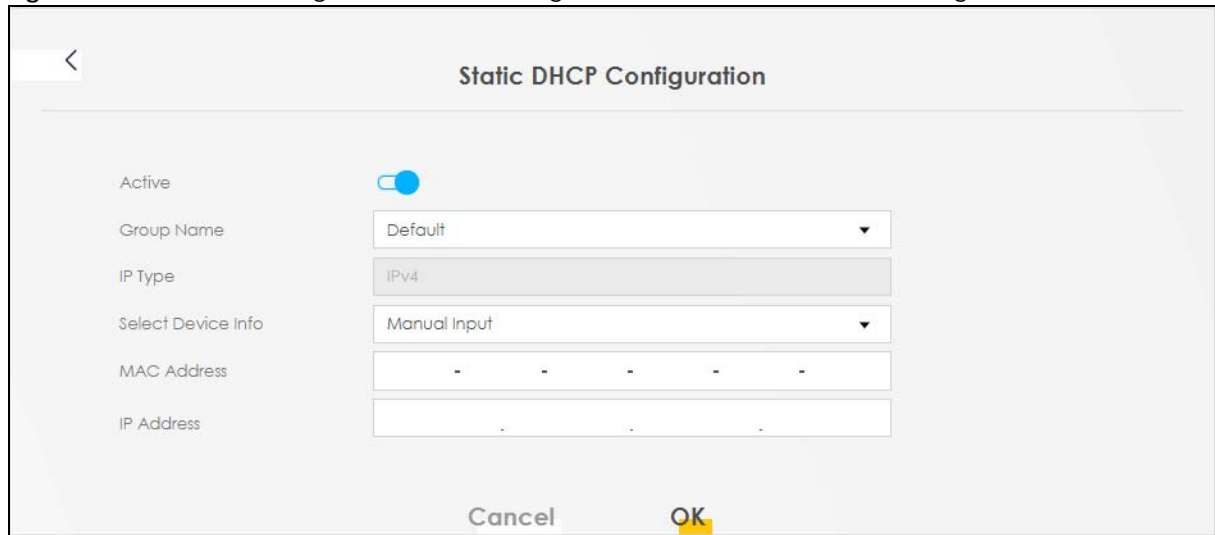 Static DHCP Configuration
Active
Group Name Default
IP Type IPv4
Select Device Info Manual Input
MAC Address - - - - -
IP Address . . .
Cancel OK